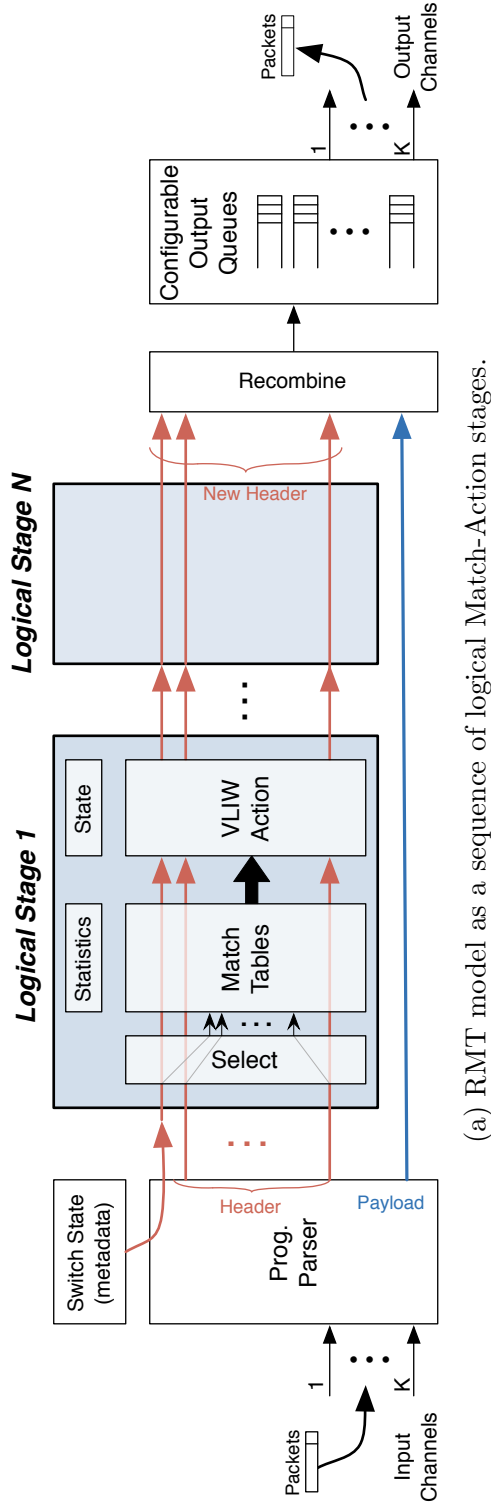 Packets
1
K
Input
Channels
Switch State
(metadata)
Prog.
Parser
Header
Payload
Logical Stage 1
Select
Statistics
Match
Tables
State
VLIW
Action
Logical Stage N
New Header
Recombine
Configurable
Output
Queues
1
K
Packets
Output
Channels
(a) RMT model as a sequence of logical Match-Action stages.